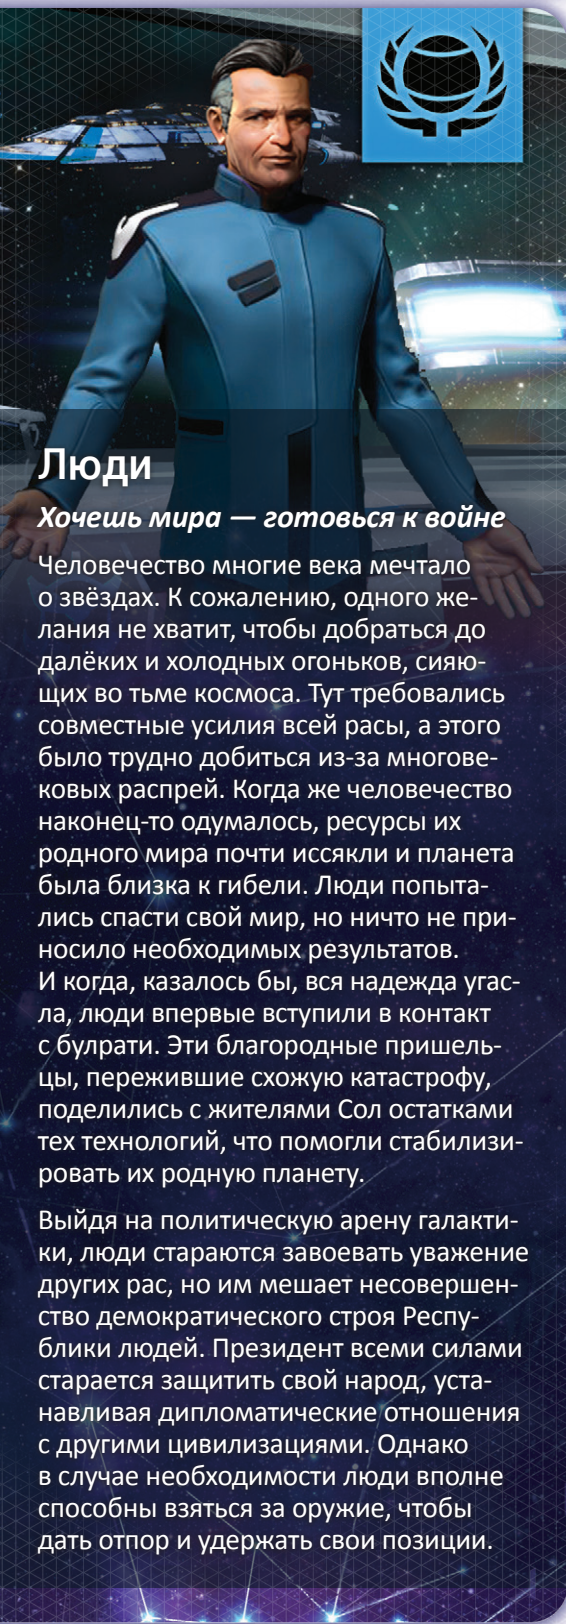 Люди
Хочешь мира — готовься к войне
Человечество многие века мечтало
о звёздах. К сожалению, одного же-
лания не хватит, чтобы добраться до
далёких и холодных огоньков, сияю-
щих во тьме космоса. Тут требовались
совместные усилия всей расы, а этого
было трудно добиться из-за многове-
ковых распрей. Когда же человечество
наконец-то одумалось, ресурсы их
родного мира почти иссякли и планета
была близка к гибели. Люди попыта-
лись спасти свой мир, но ничто не при-
носило необходимых результатов.
И когда, казалось бы, вся надежда угас-
ла, люди впервые вступили в контакт
с булрати. Эти благородные пришель-
цы, пережившие схожую катастрофу,
поделились с жителями Сол остатками
тех технологий, что помогли стабилизи-
ровать их родную планету.
Выйдя на политическую арену галакти-
ки, люди стараются завоевать уважение
других рас, но им мешает несовершен-
ство демократического строя Респу-
блики людей. Президент всеми силами
старается защитить свой народ, уста-
навливая дипломатические отношения
с другими цивилизациями. Однако
в случае необходимости люди вполне
способны взяться за оружие, чтобы
дать отпор и удержать свои позиции.